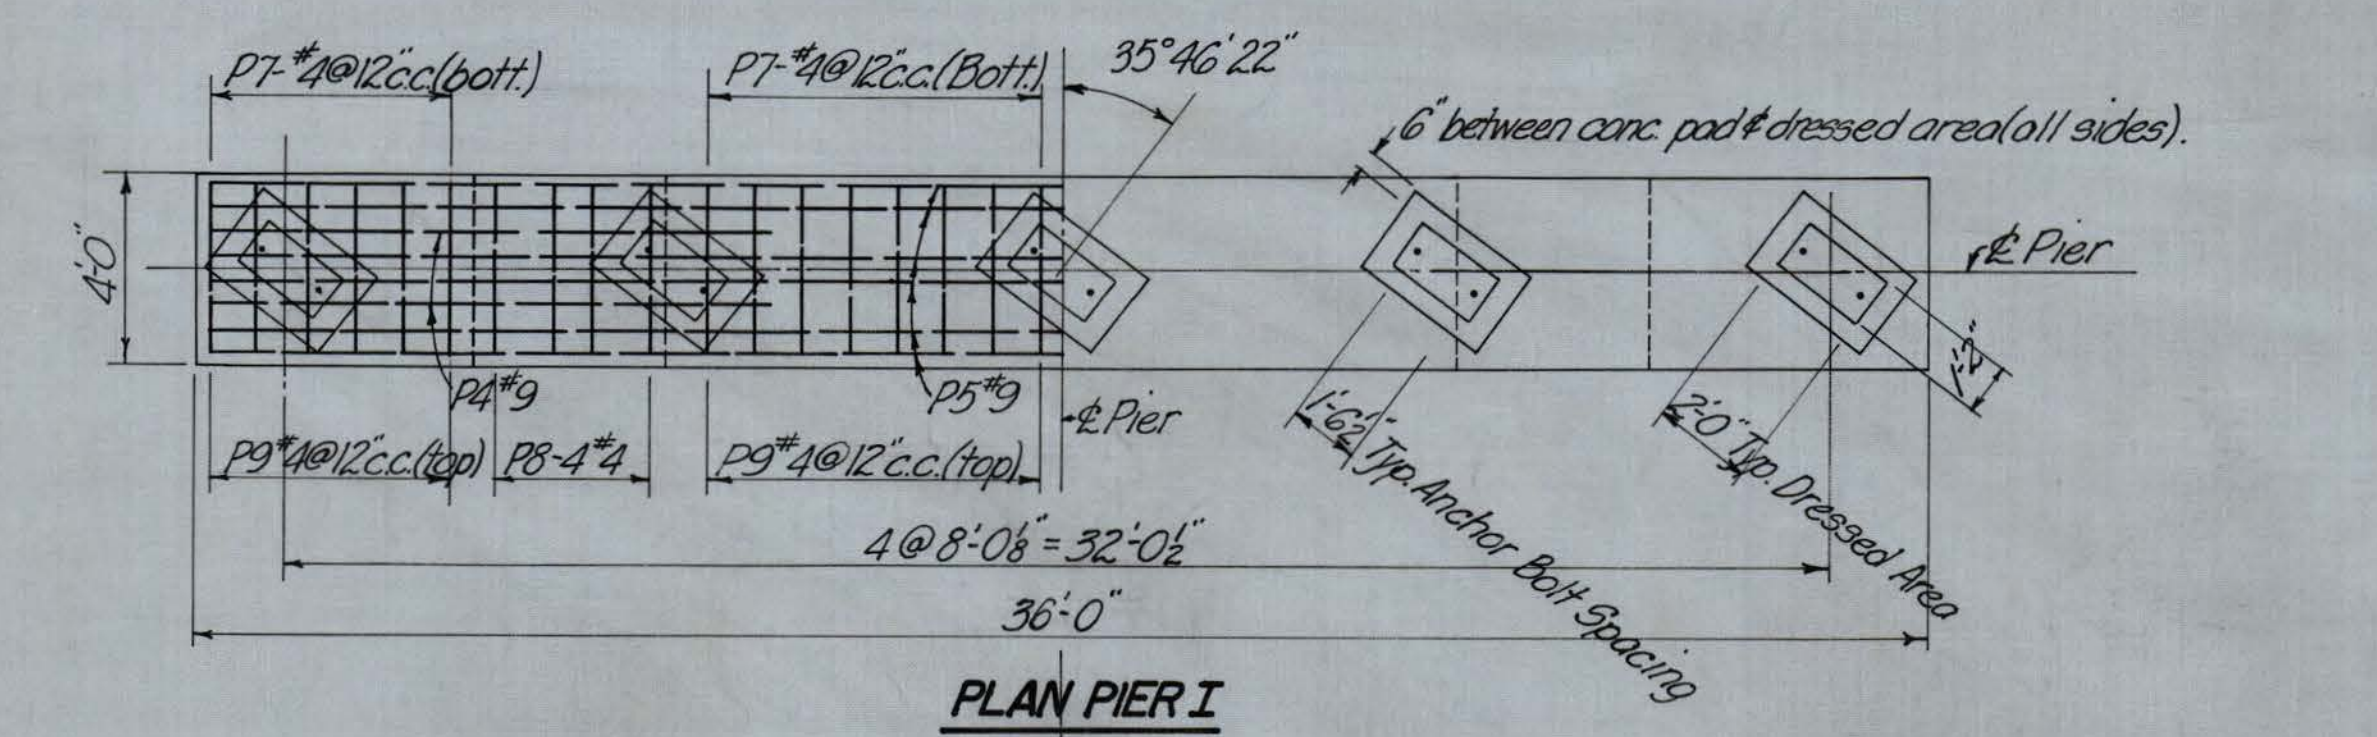 P7-#4@12"c.c.(bott.)
P7-#4@12"c.c.(Bott.)
35°46'22"
6" between conc. pad & dressed area(all sides).
4'-0"
℄ Pier
1'-2"
P4#9
P5#9
℄ Pier
P9#4@12"c.c.(top)
P8-4#4
P9#4@12"c.c.(top)
1'-6½" Typ. Anchor Bolt Spacing
2'-0" Typ. Dressed Area
4@8'-0⅛" = 32'-0½"
36'-0"
PLAN PIER I